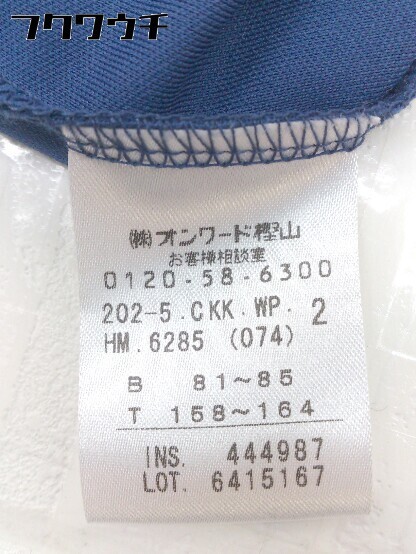 フクワウチ
㈱オンワード樫山
お客様相談室
0120-58-6300
202-5.CKK.WP. 2
HM.6285 (074)
B 81~85
T 158~164
INS. 444987
LOT. 6415167